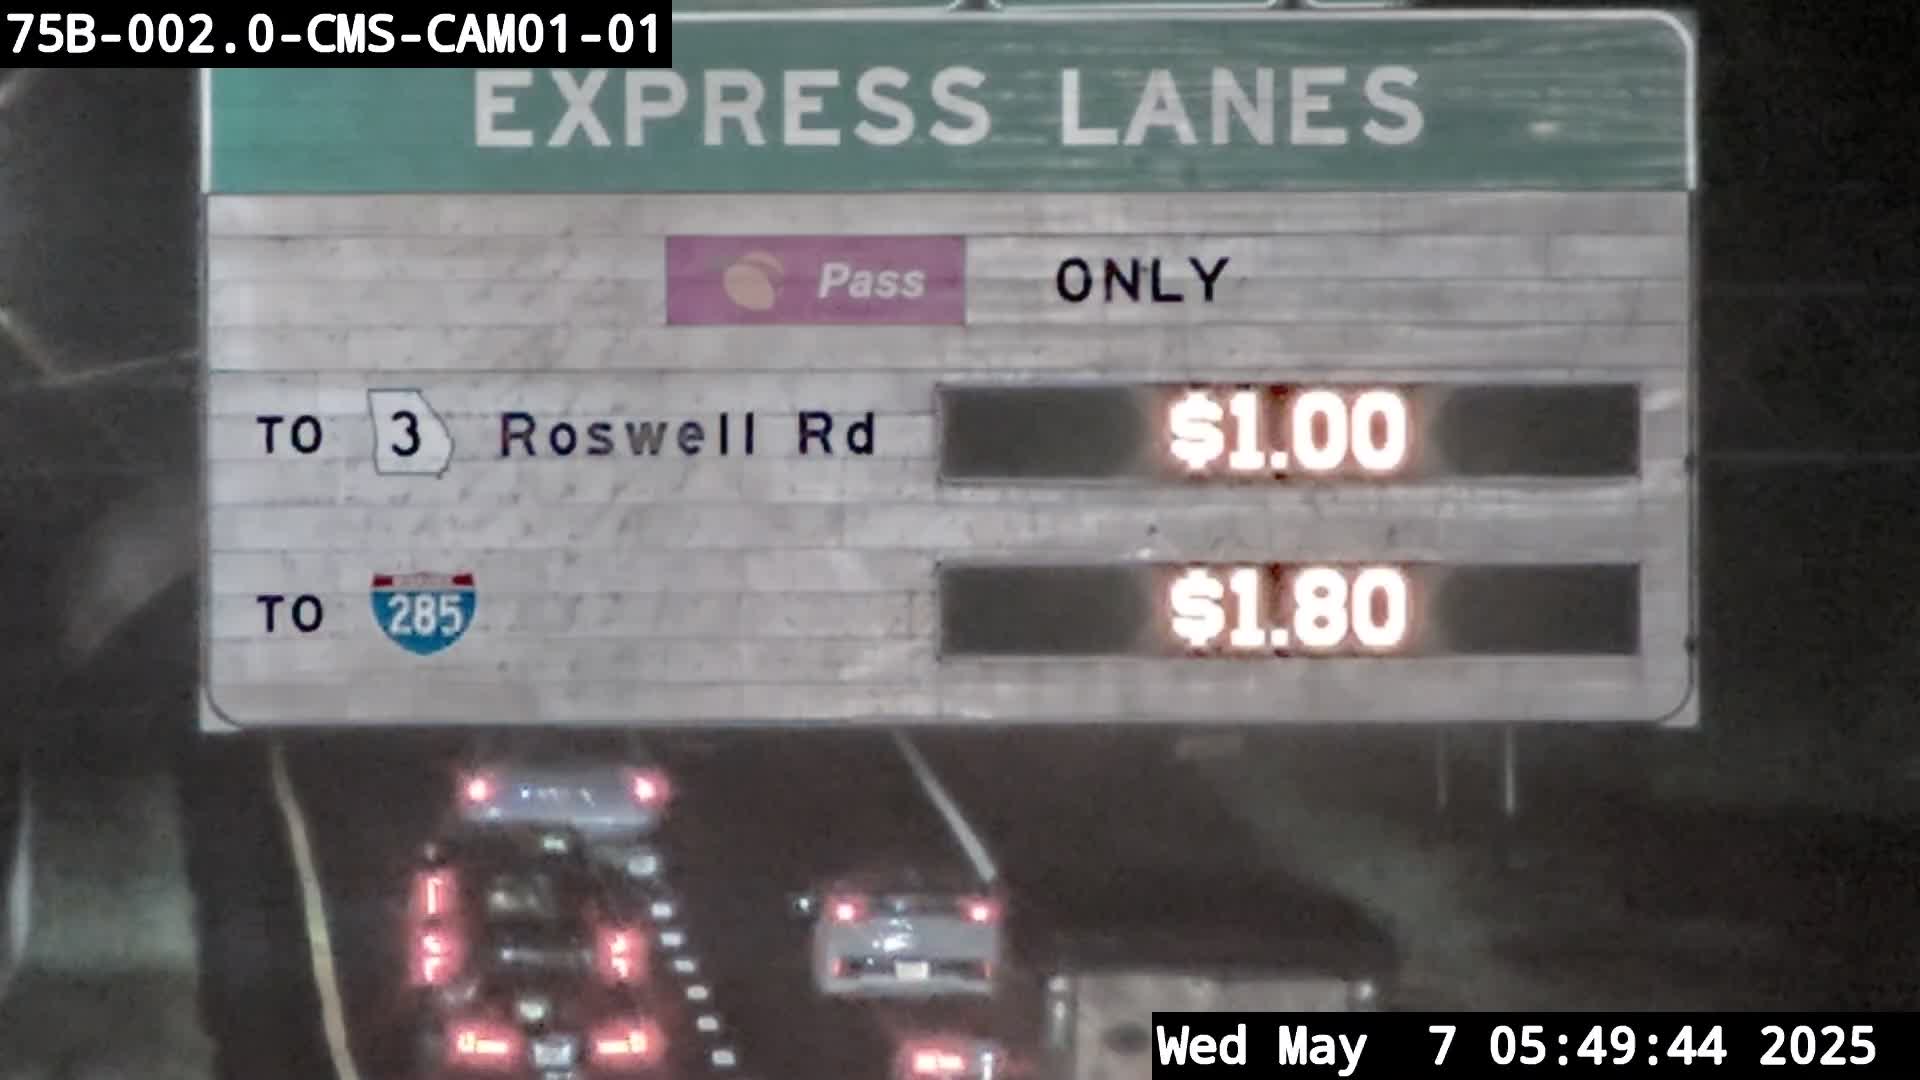 75B-002.0-CMS-CAM01-01
EXPRESS LANES
Pass ONLY
TO 3 Roswell Rd $1.00
TO 285 $1.80
Wed May 7 05:49:44 2025